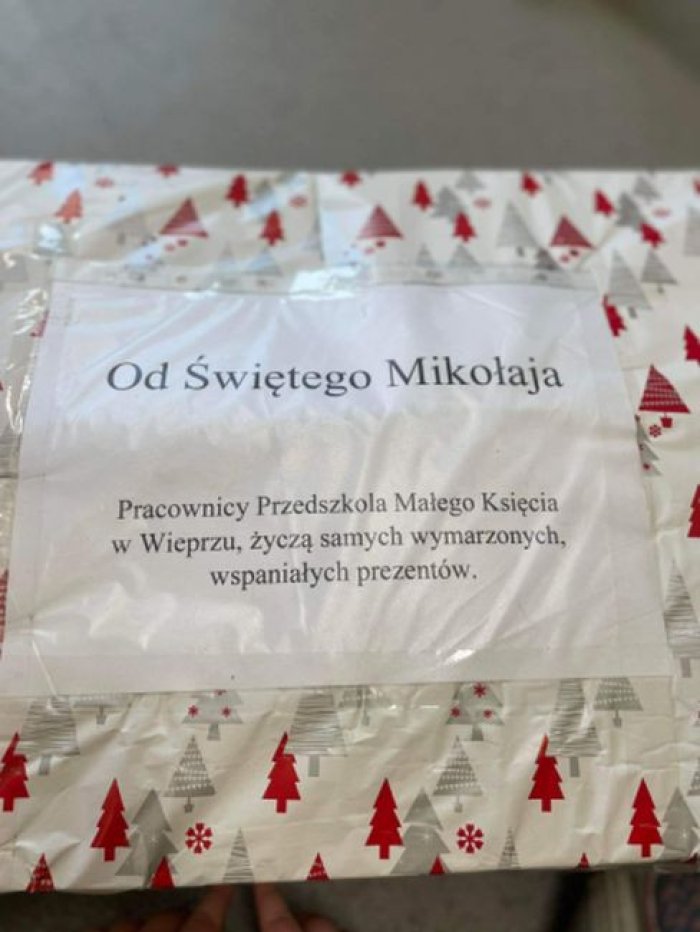 Od Świętego Mikołaja
Pracownicy Przedszkola Małego Księcia
w Wieprzu, życzą samych wymarzonych,
wspaniałych prezentów.